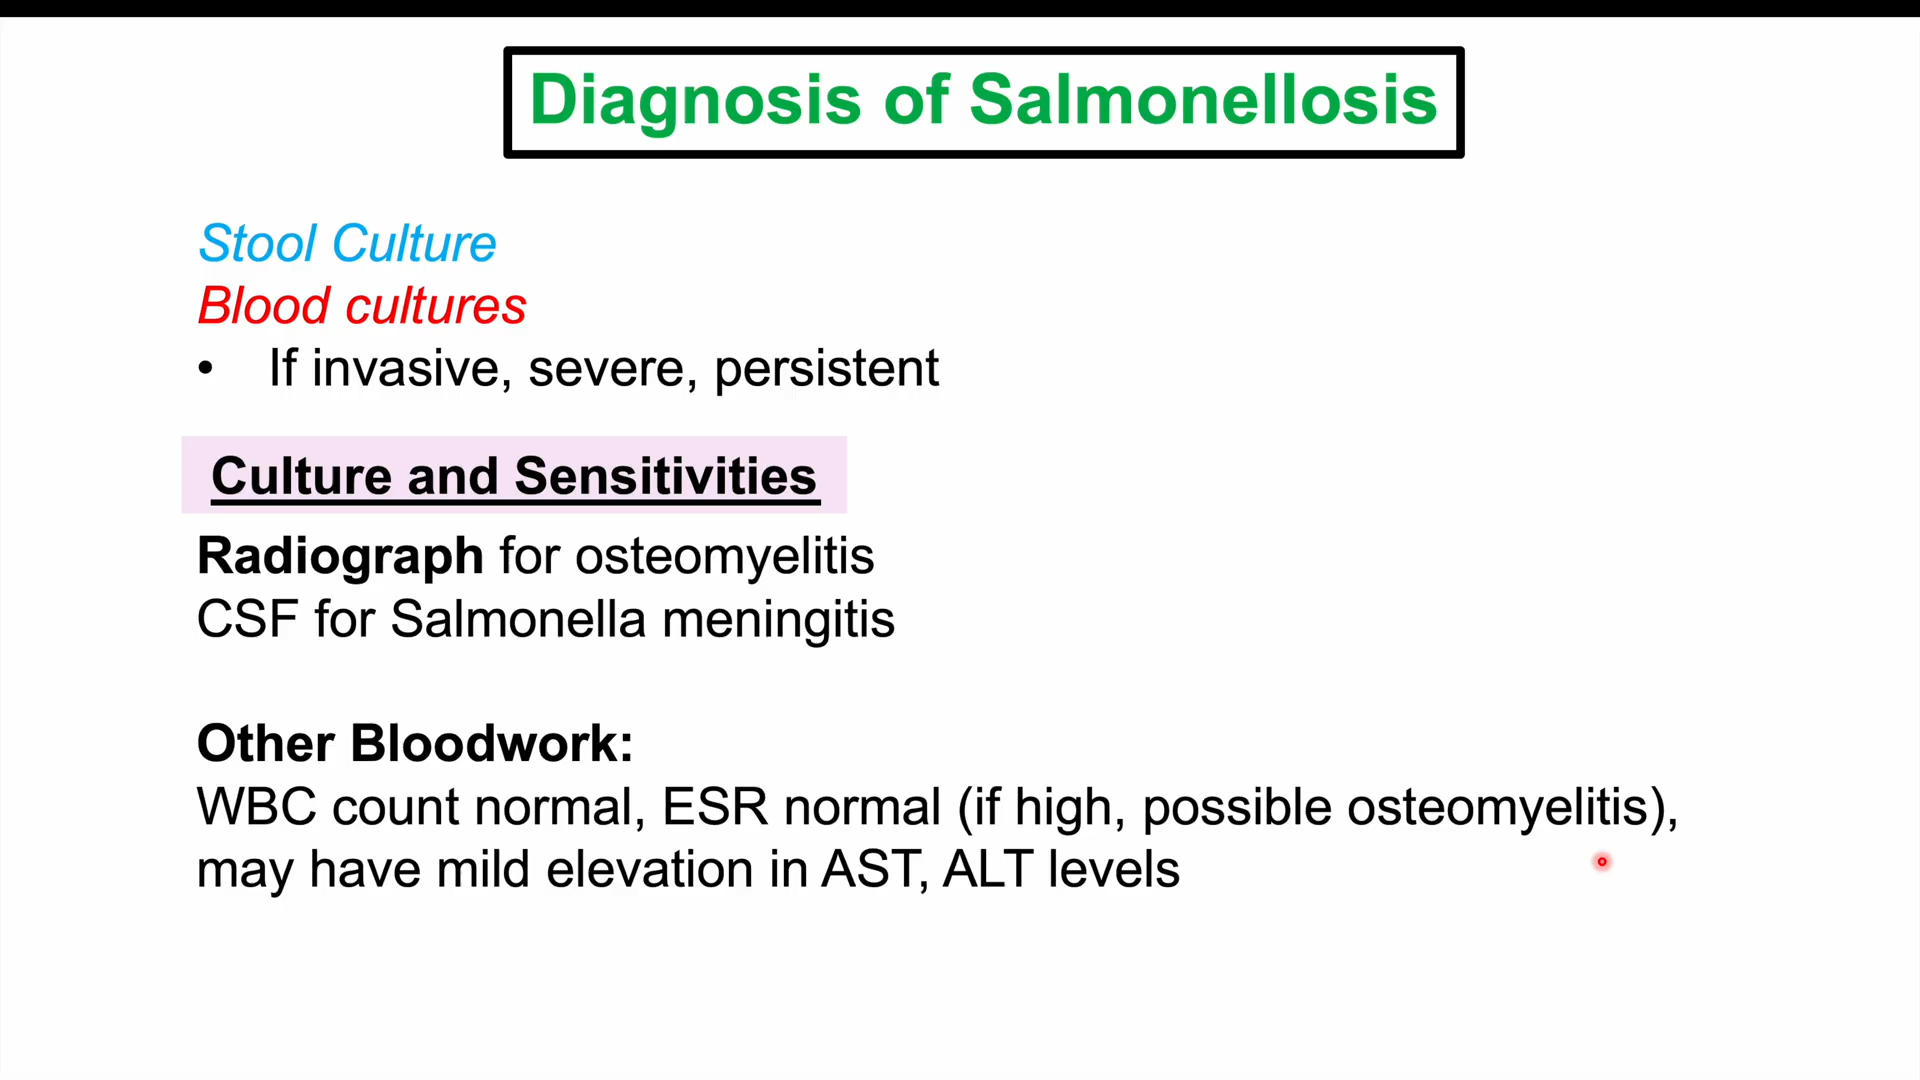 Diagnosis of Salmonellosis
Stool Culture
Blood cultures
• If invasive, severe, persistent
Culture and Sensitivities
Radiograph for osteomyelitis
CSF for Salmonella meningitis
Other Bloodwork:
WBC count normal, ESR normal (if high, possible osteomyelitis),
may have mild elevation in AST, ALT levels